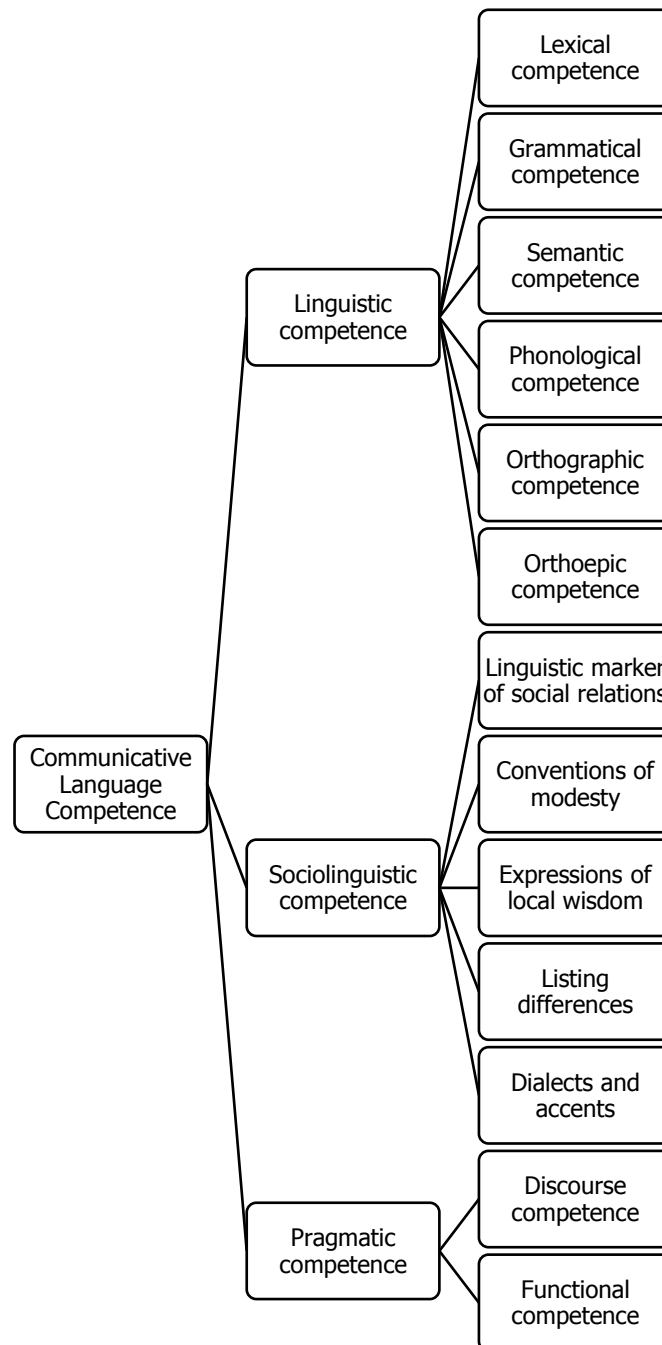 Communicative
Language
Competence
Linguistic
competence
Lexical
competence
Grammatical
competence
Semantic
competence
Phonological
competence
Orthographic
competence
Orthoepic
competence
Sociolinguistic
competence
Linguistic marker
of social relations
Conventions of
modesty
Expressions of
local wisdom
Listing
differences
Dialects and
accents
Pragmatic
competence
Discourse
competence
Functional
competence